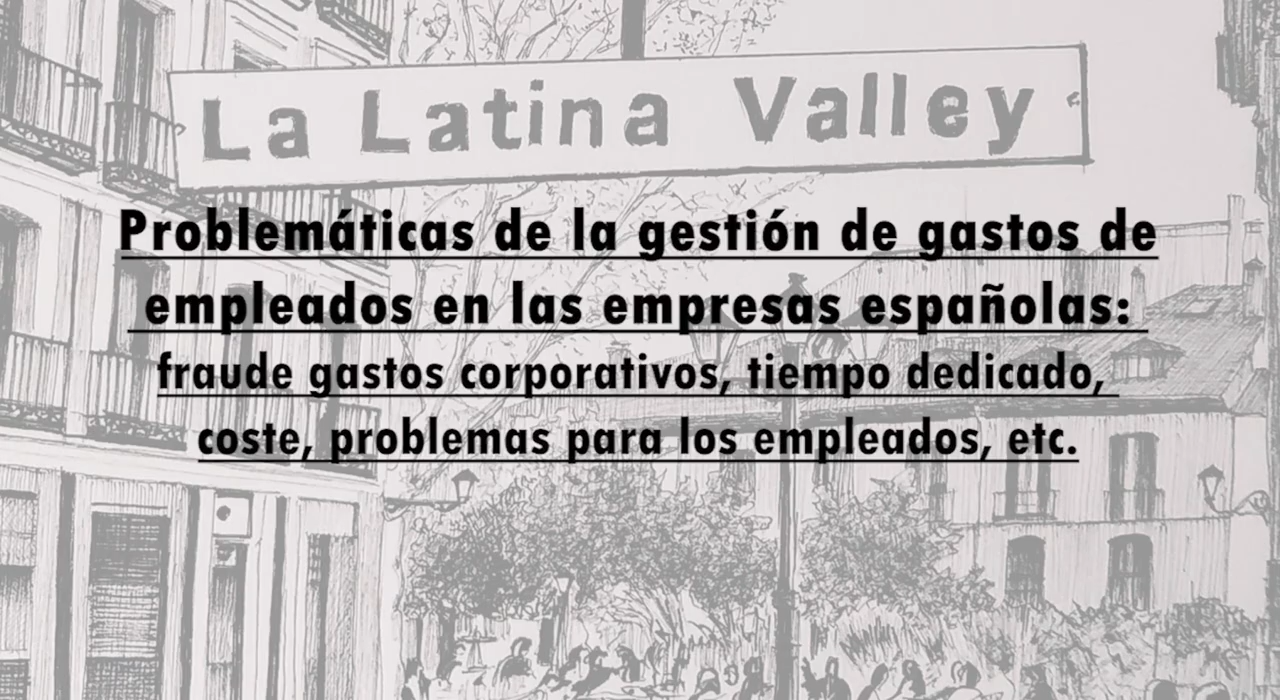 La Latina Valley
Problemáticas de la gestión de gastos de
empleados en las empresas españolas:
fraude gastos corporativos, tiempo dedicado,
coste, problemas para los empleados, etc.